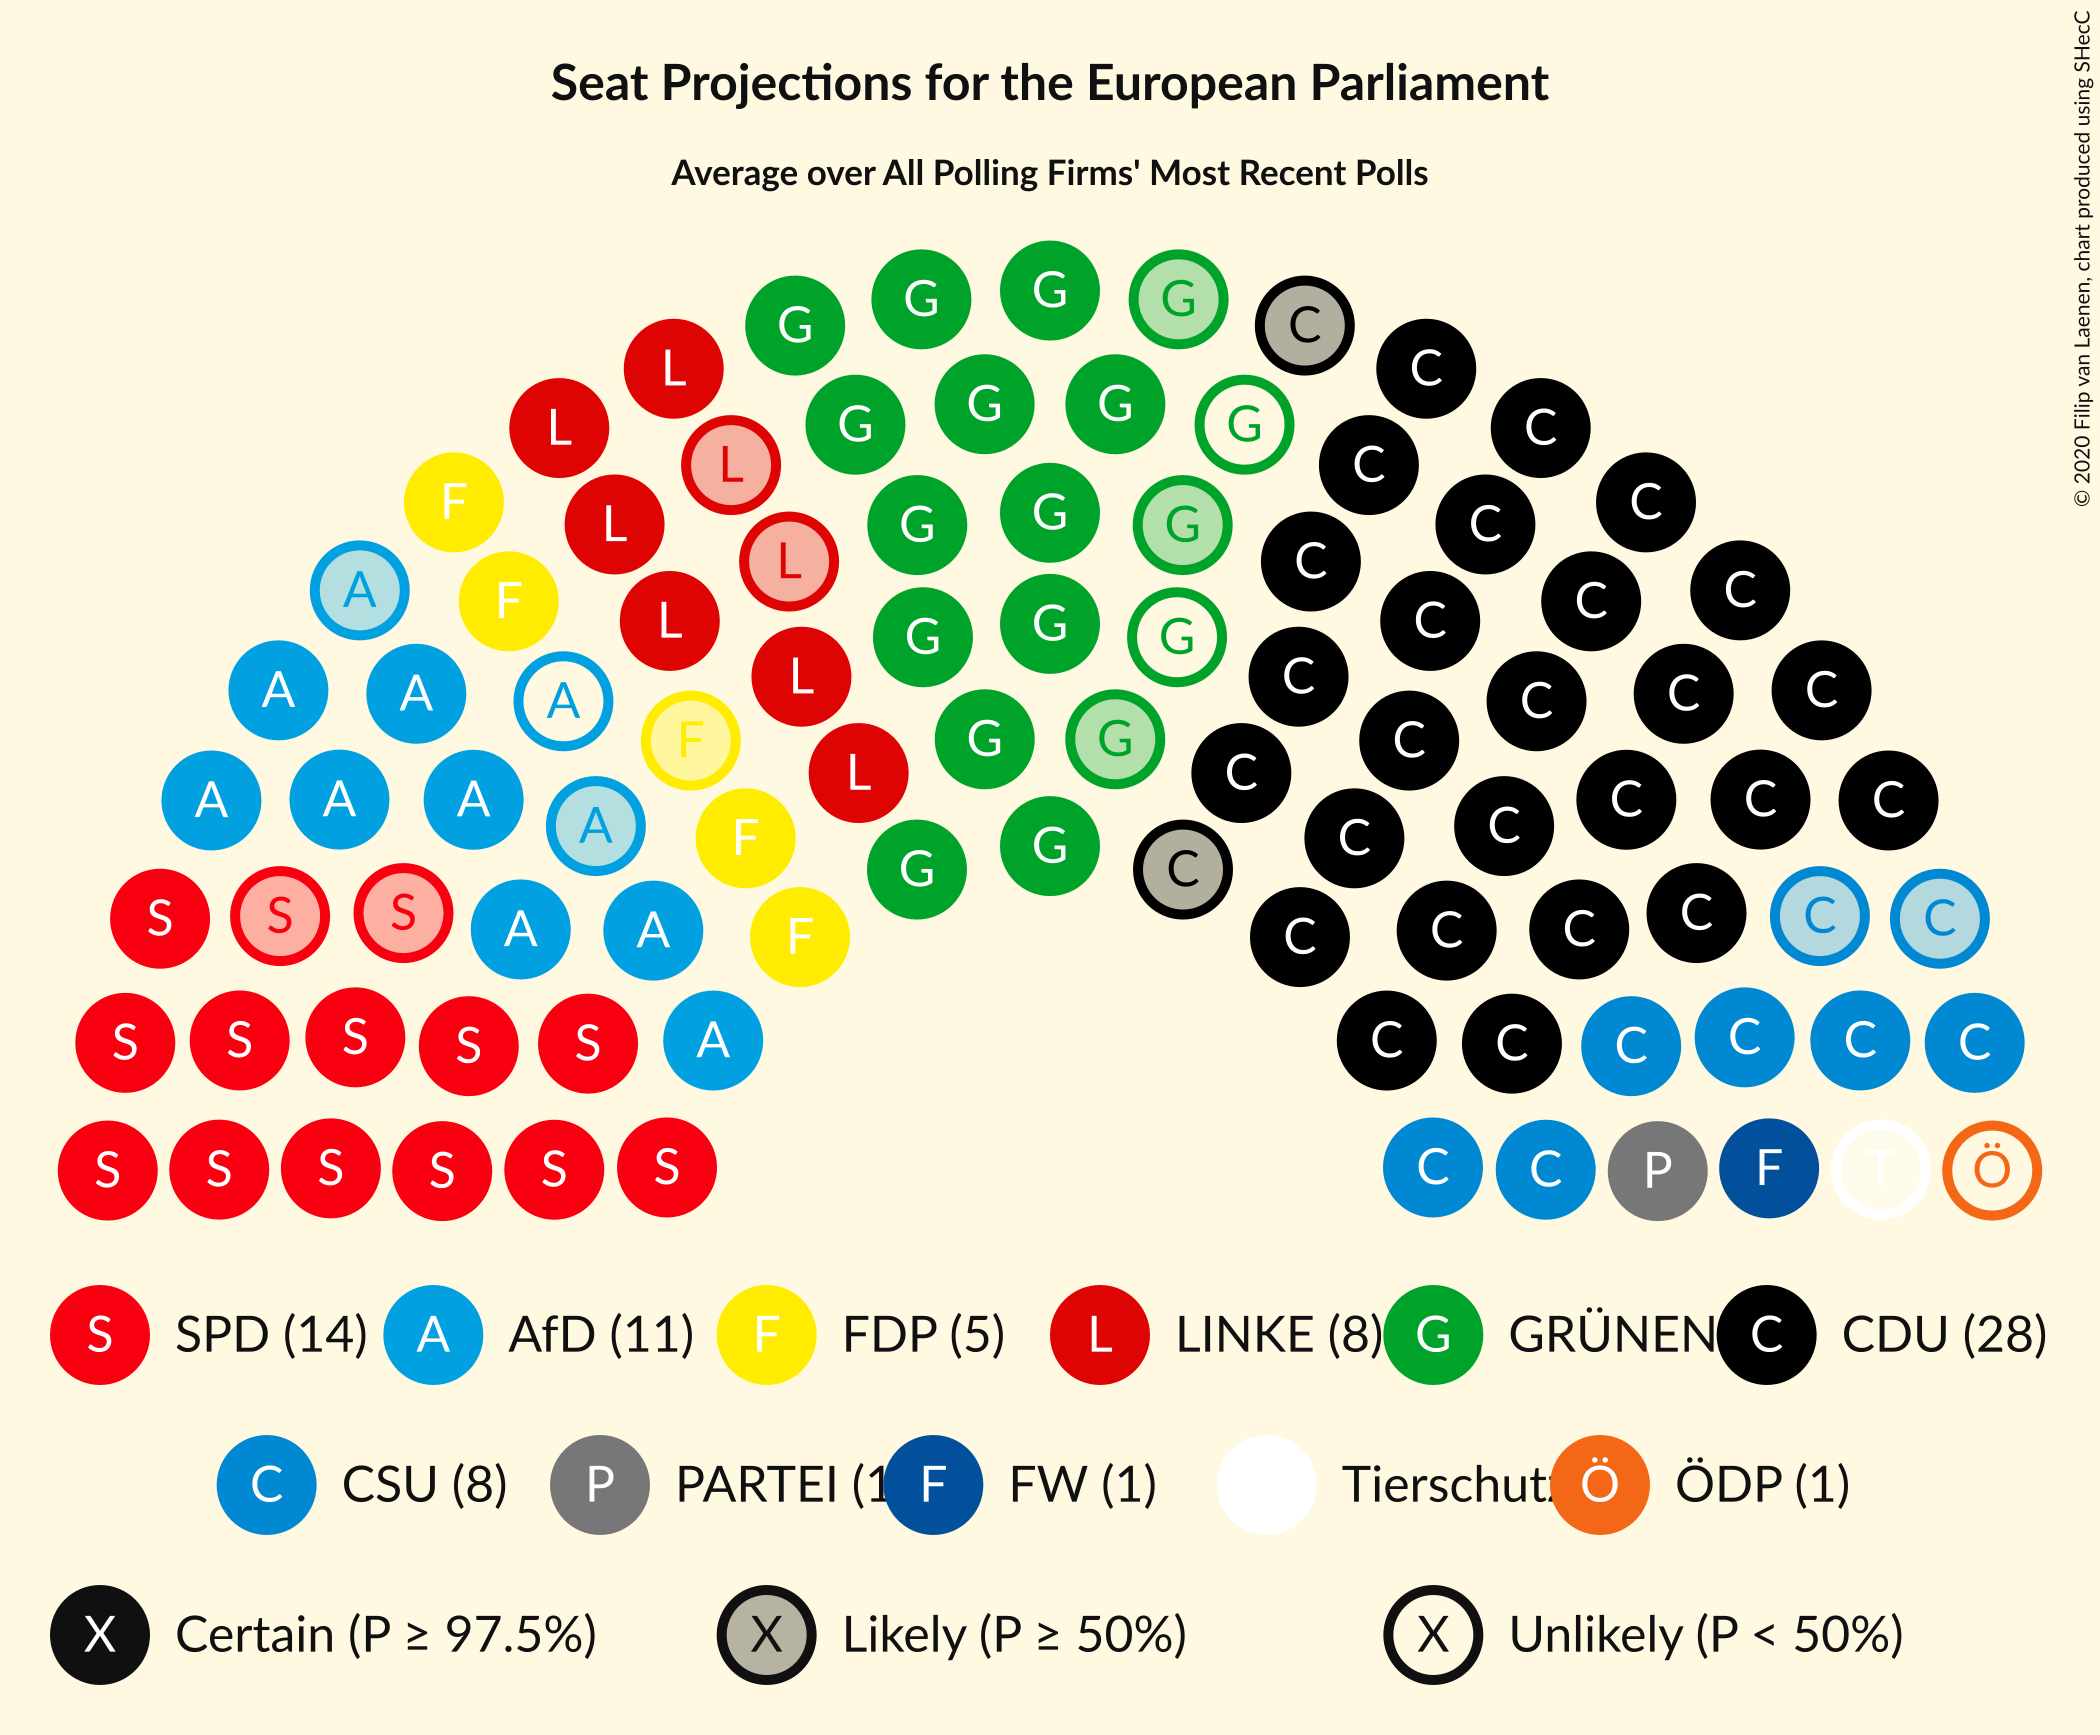 Seat Projections for the European Parliament
Average over All Polling Firms' Most Recent Polls
© 2020 Filip van Laenen, chart produced using SHecC
G G G G C
L G G G G C C
L L G G G C C
F L L G G G C C C
A F L L G G C C C C
A A A F L G G C C C C C
A A A A F G G C C C C C C
S S S A A F C C C C C C
S S S S S A C C C C C C
S S S S S S C C P F T Ö
S SPD (14) A AfD (11) F FDP (5) L LINKE (8) G GRÜNEN C CDU (28)
C CSU (8) P PARTEI (1 F FW (1) Tierschutz Ö ÖDP (1)
X Certain (P ≥ 97.5%) X Likely (P ≥ 50%) X Unlikely (P < 50%)